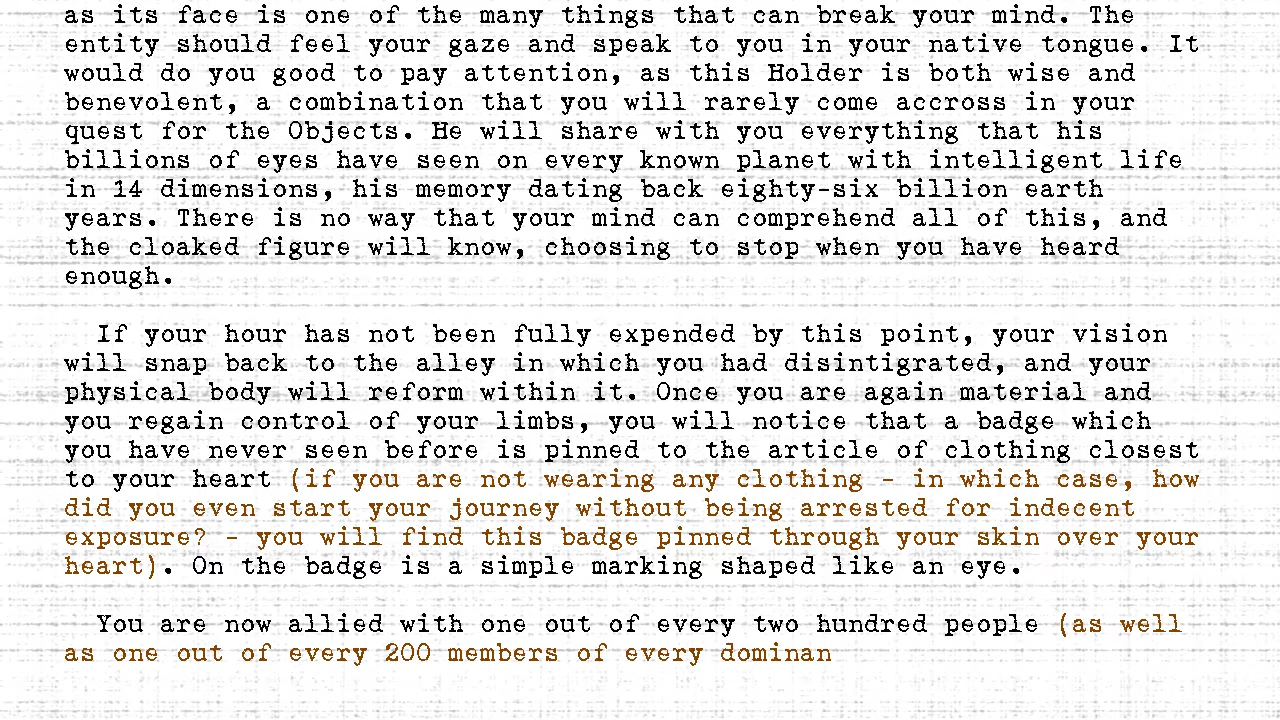 as its face is one of the many things that can break your mind. The
entity should feel your gaze and speak to you in your native tongue. It
would do you good to pay attention, as this Holder is both wise and
benevolent, a combination that you will rarely come accross in your
quest for the Objects. He will share with you everything that his
billions of eyes have seen on every known planet with intelligent life
in 14 dimensions, his memory dating back eighty-six billion earth
years. There is no way that your mind can comprehend all of this, and
the cloaked figure will know, choosing to stop when you have heard
enough.
If your hour has not been fully expended by this point, your vision
will snap back to the alley in which you had disintigrated, and your
physical body will reform within it. Once you are again material and
you regain control of your limbs, you will notice that a badge which
you have never seen before is pinned to the article of clothing closest
to your heart (if you are not wearing any clothing - in which case, how
did you even start your journey without being arrested for indecent
exposure? - you will find this badge pinned through your skin over your
heart). On the badge is a simple marking shaped like an eye.
You are now allied with one out of every two hundred people (as well
as one out of every 200 members of every dominan